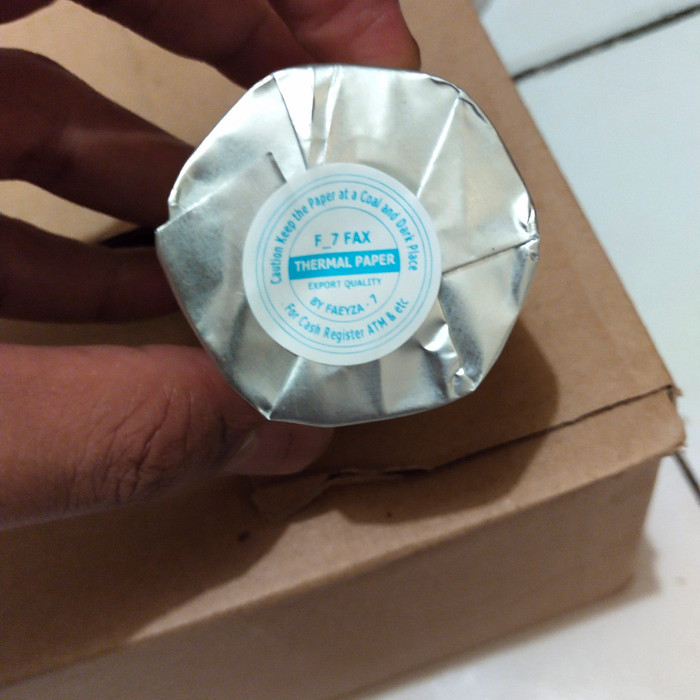 Caution Keep the Paper at a Coal and Dark Place
F_7 FAX
THERMAL PAPER
EXPORT QUALITY
BY FAEYZA - 7
For Cash Register ATM & etc